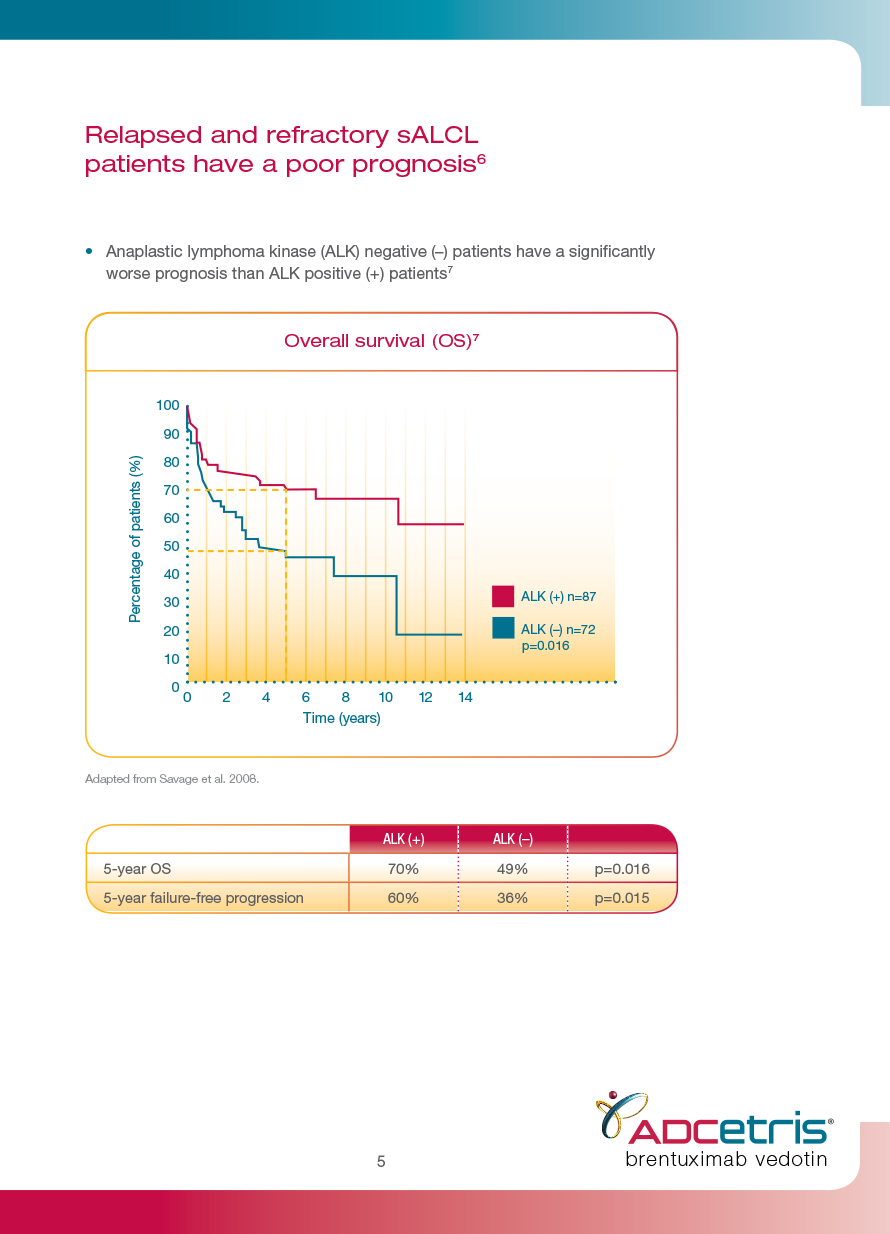 Relapsed and refractory sALCL
patients have a poor prognosis⁶
• Anaplastic lymphoma kinase (ALK) negative (–) patients have a significantly
worse prognosis than ALK positive (+) patients⁷
Overall survival (OS)⁷
Percentage of patients (%)
100
90
80
70
60
50
40
30
20
10
0
0 2 4 6 8 10 12 14
Time (years)
ALK (+) n=87
ALK (–) n=72
p=0.016
Adapted from Savage et al. 2008.
ALK (+) ALK (–)
5-year OS 70% 49% p=0.016
5-year failure-free progression 60% 36% p=0.015
ADCetris®
brentuximab vedotin
5